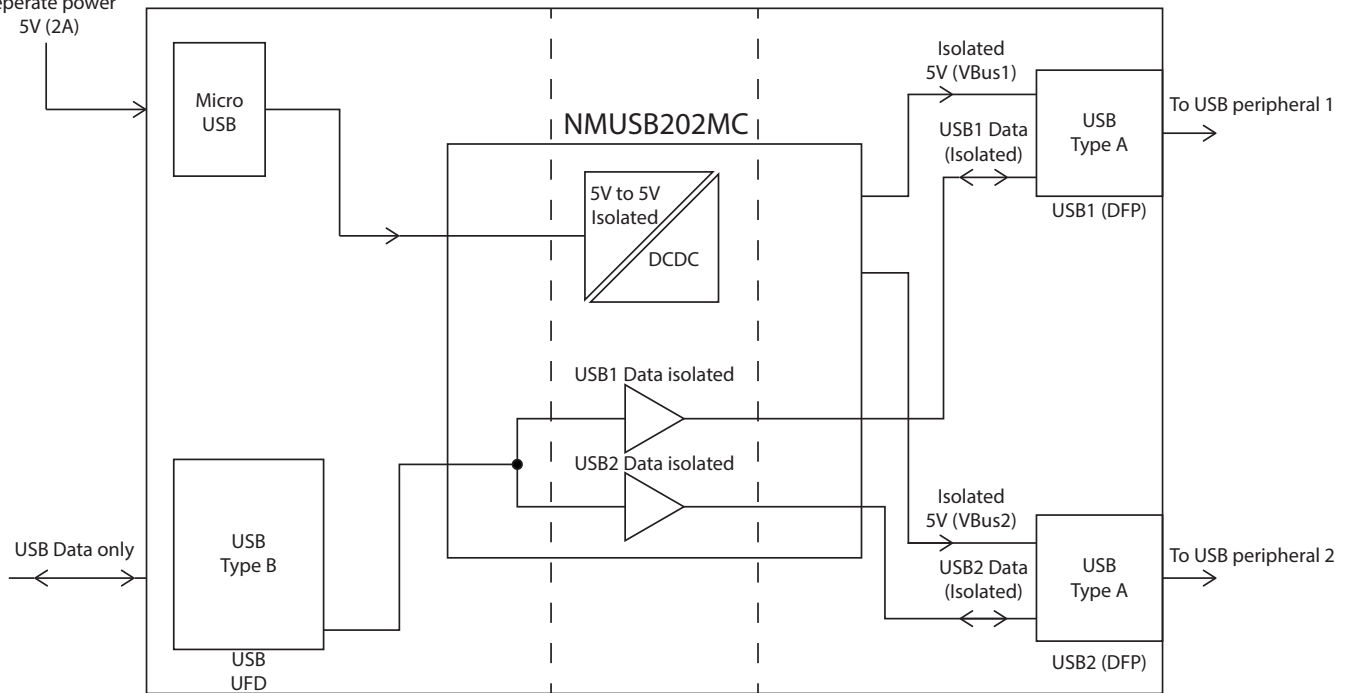 eperate power
5V (2A)
Micro
USB
NMUSB202MC
5V to 5V
Isolated
DCDC
Isolated
5V (VBus1)
USB1 Data
(Isolated)
USB
Type A
USB1 (DFP)
To USB peripheral 1
USB1 Data isolated
USB2 Data isolated
USB Data only
USB
Type B
USB
UFD
Isolated
5V (VBus2)
USB2 Data
(Isolated)
USB
Type A
USB2 (DFP)
To USB peripheral 2